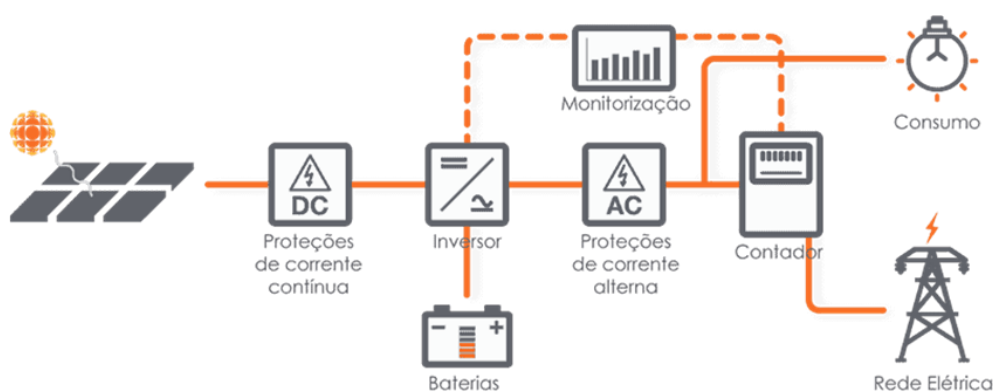 Monitorização
Consumo
DC
AC
Proteções
de corrente
contínua
Inversor
Proteções
de corrente
alterna
Contador
Baterias
Rede Elétrica